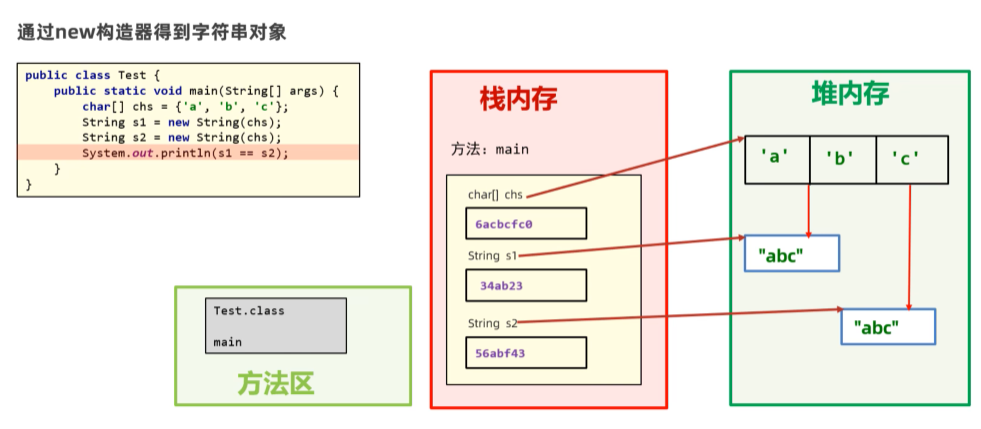 通过new构造器得到字符串对象
public class Test {
public static void main(String[] args) {
char[] chs = {'a', 'b', 'c'};
String s1 = new String(chs);
String s2 = new String(chs);
System.out.println(s1 == s2);
}
}
Test.class
main
方法区
栈内存
方法：main
char[] chs
6acbcfc0
String s1
34ab23
String s2
56abf43
堆内存
'a' 'b' 'c'
"abc"
"abc"